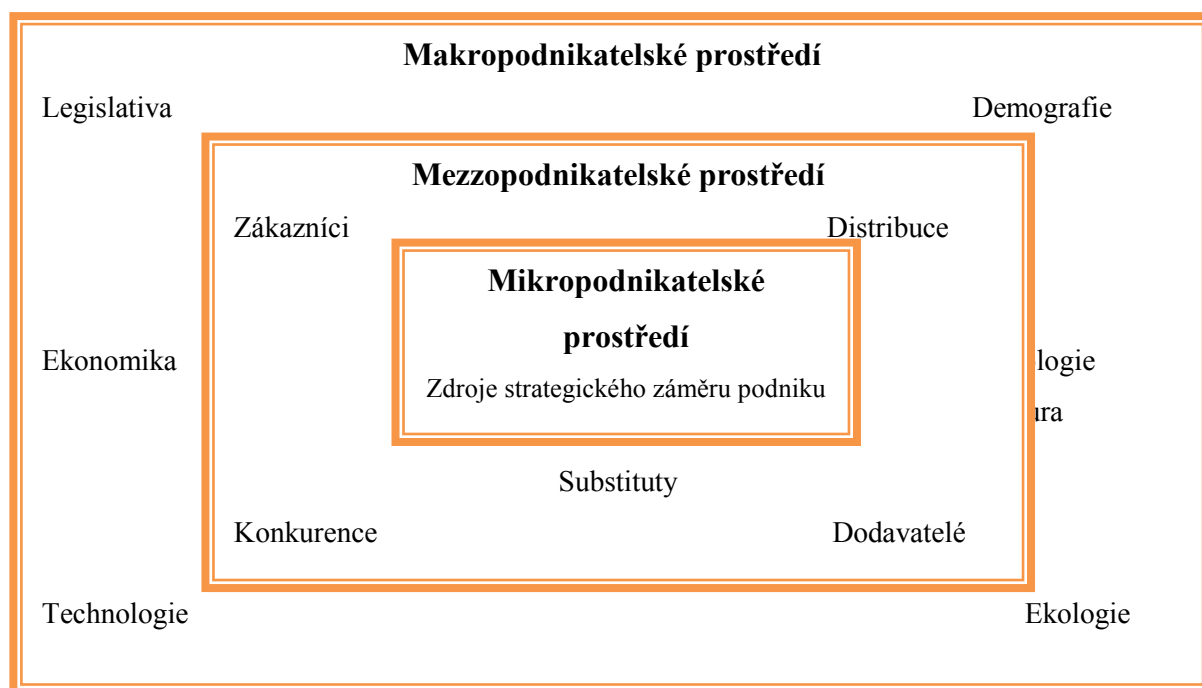 Makropodnikatelské prostředí
Legislativa Demografie
Mezzopodnikatelské prostředí
Zákazníci Distribuce
Mikropodnikatelské
prostředí
Ekonomika
Zdroje strategického záměru podniku
Substituty
Konkurence Dodavatelé
Technologie Ekologie